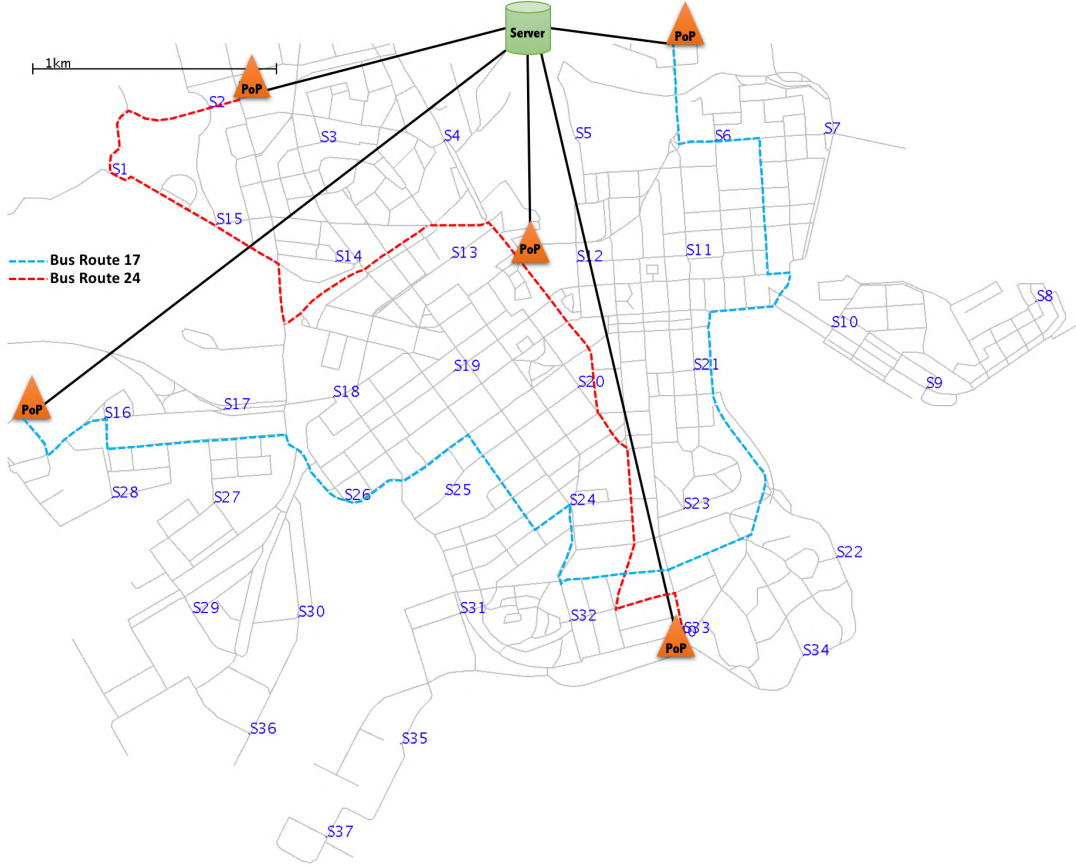 Server
PoP
1km
PoP
S2
S3
S4
S5
S6
S7
S1
S15
S14
S13
PoP
S12
S11
Bus Route 17
Bus Route 24
S10
S8
S9
S19
S20
S21
S18
S17
S16
PoP
S28
S27
S26
S25
S24
S23
S22
S29
S30
S31
S32
S33
PoP
S34
S36
S35
S37